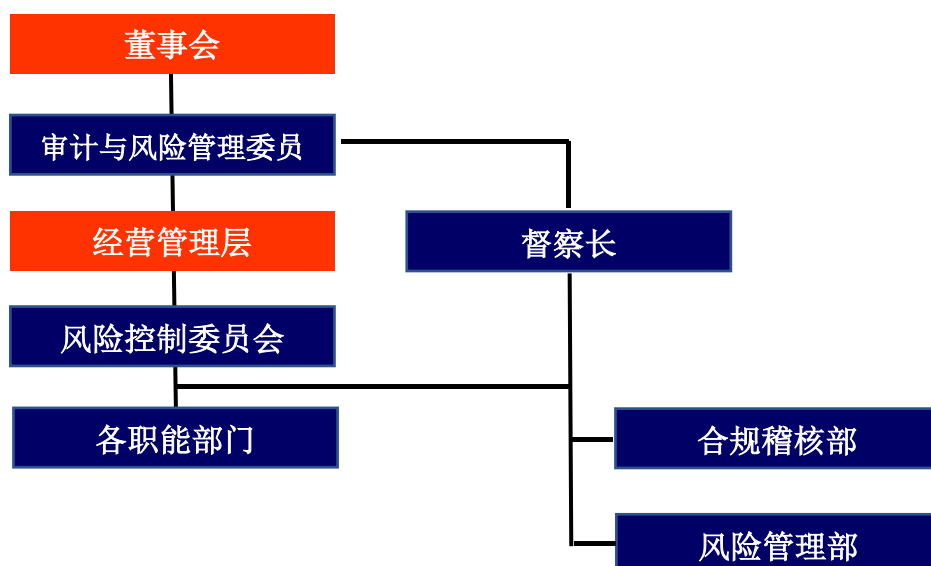 董事会
审计与风险管理委员
经营管理层
督察长
风险控制委员会
各职能部门
合规稽核部
风险管理部